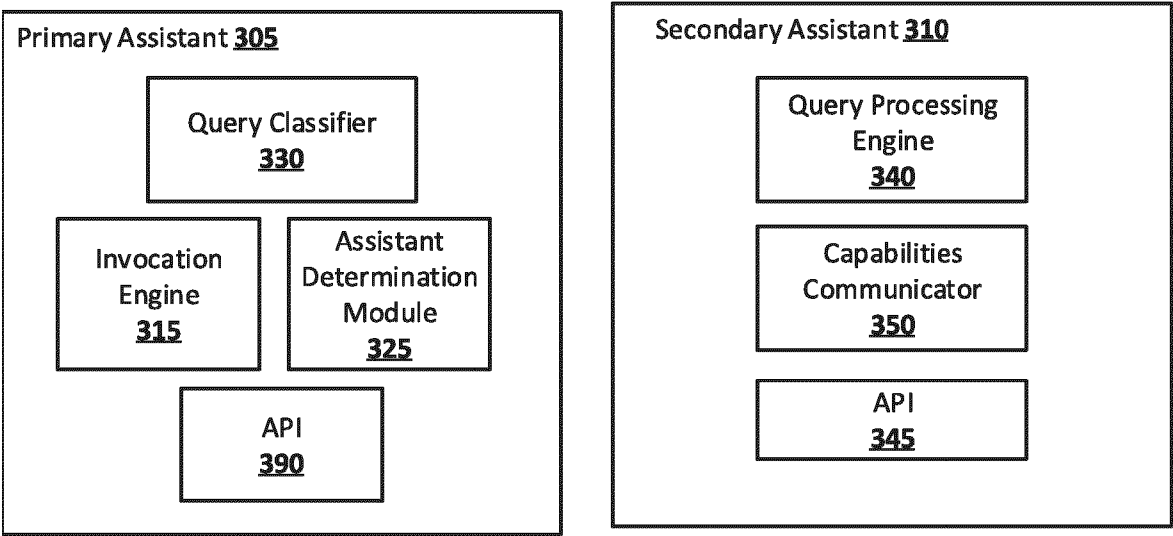 Primary Assistant 305
Query Classifier
330
Invocation
Engine
315
Assistant
Determination
Module
325
API
390
Secondary Assistant 310
Query Processing
Engine
340
Capabilities
Communicator
350
API
345